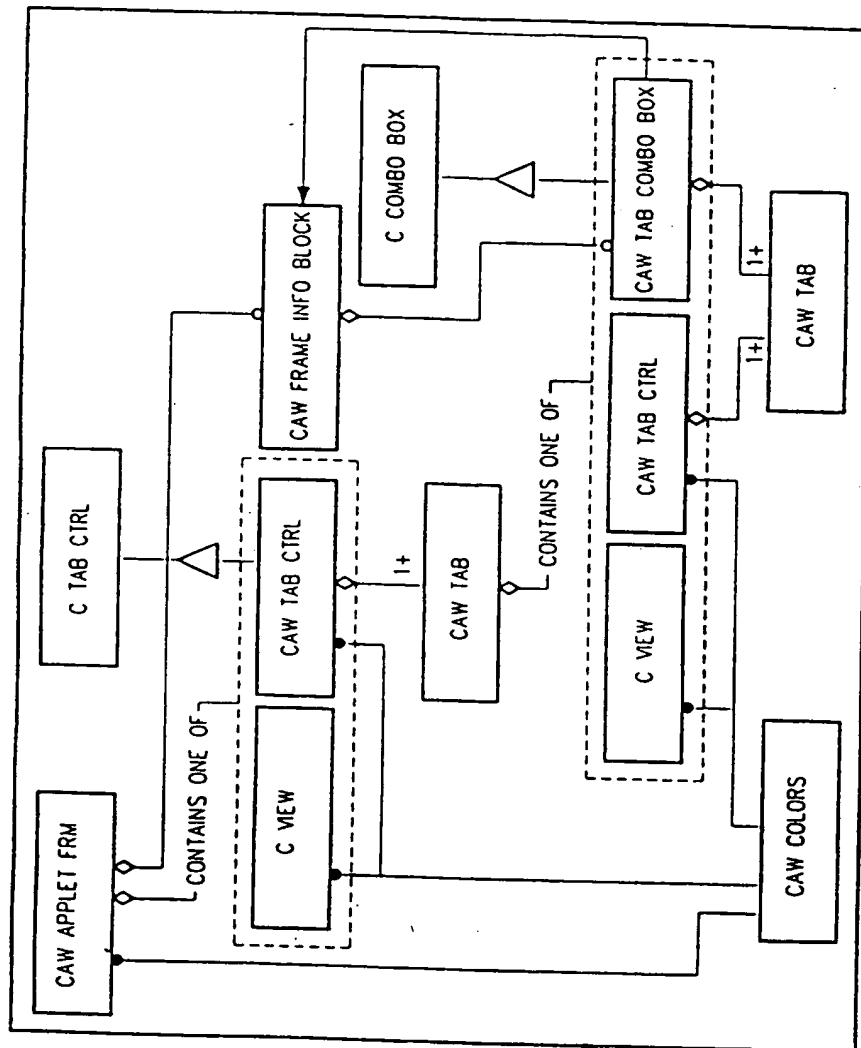 CAW APPLET FRM
C TAB CTRL
CONTAINS ONE OF
C VIEW
CAW TAB CTRL
CAW FRAME INFO BLOCK
C COMBO BOX
1+
CAW TAB
CONTAINS ONE OF
C VIEW
CAW TAB CTRL
CAW TAB COMBO BOX
1+
1+
CAW COLORS
CAW TAB